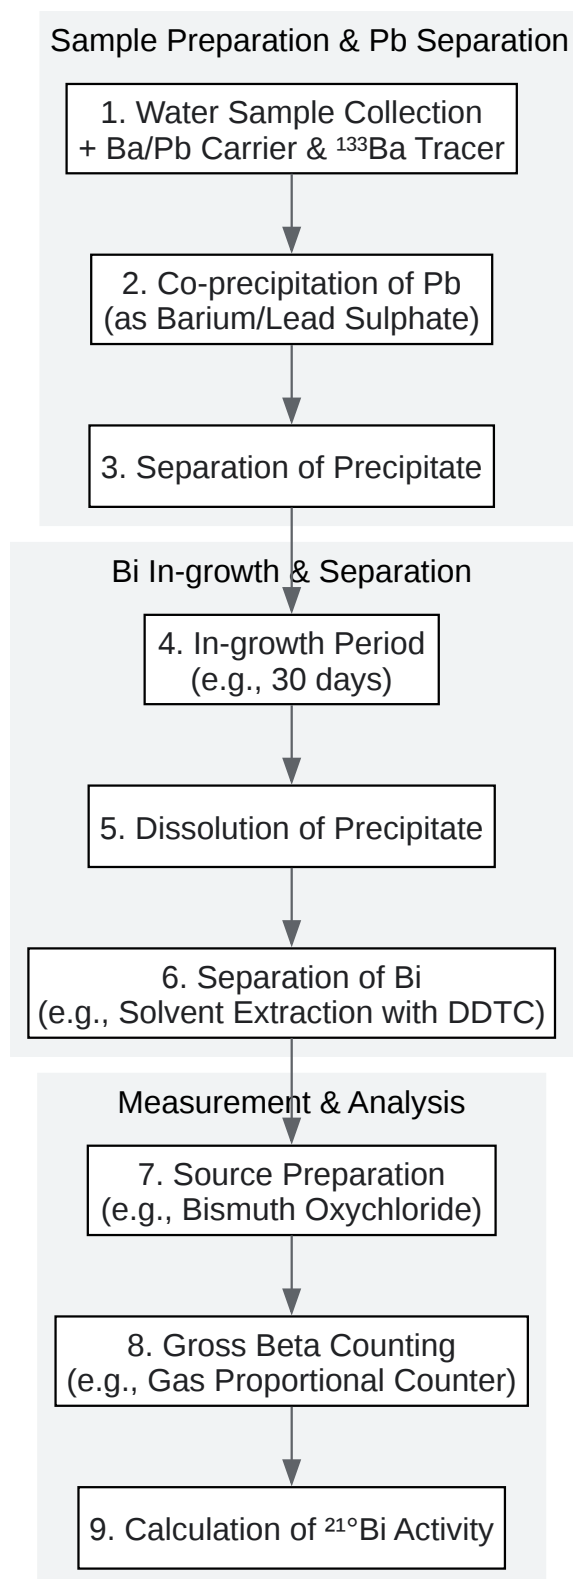 Sample Preparation & Pb Separation
1. Water Sample Collection
+ Ba/Pb Carrier & ¹³³Ba Tracer
2. Co-precipitation of Pb
(as Barium/Lead Sulphate)
3. Separation of Precipitate
Bi In-growth & Separation
4. In-growth Period
(e.g., 30 days)
5. Dissolution of Precipitate
6. Separation of Bi
(e.g., Solvent Extraction with DDTC)
Measurement & Analysis
7. Source Preparation
(e.g., Bismuth Oxychloride)
8. Gross Beta Counting
(e.g., Gas Proportional Counter)
9. Calculation of ²¹°Bi Activity